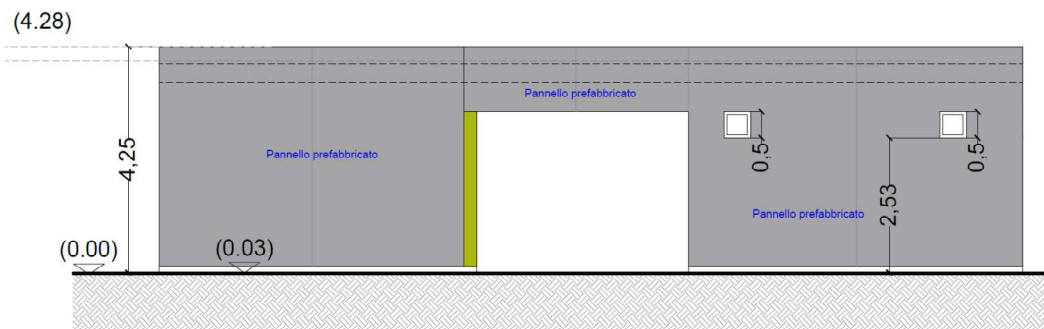 (4.28)
Pannello prefabbricato
Pannello prefabbricato
4,25
0,5
0,5
2,53
Pannello prefabbricato
(0.00)
(0.03)